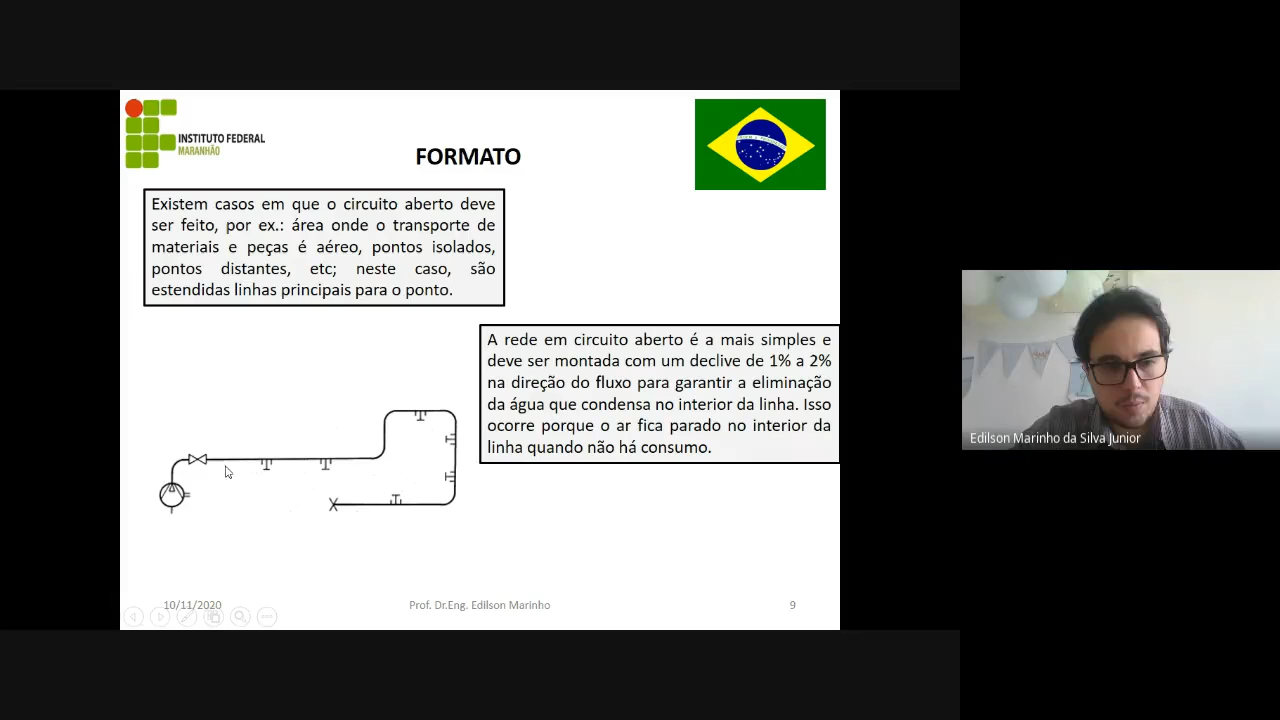 INSTITUTO FEDERAL
MARANHÃO
FORMATO
Existem casos em que o circuito aberto deve
ser feito, por ex.: área onde o transporte de
materiais e peças é aéreo, pontos isolados,
pontos distantes, etc; neste caso, são
estendidas linhas principais para o ponto.
A rede em circuito aberto é a mais simples e
deve ser montada com um declive de 1% a 2%
na direção do fluxo para garantir a eliminação
da água que condensa no interior da linha. Isso
ocorre porque o ar fica parado no interior da
linha quando não há consumo.
Edilson Marinho da Silva Junior
10/11/2020
Prof. Dr.Eng. Edilson Marinho
9